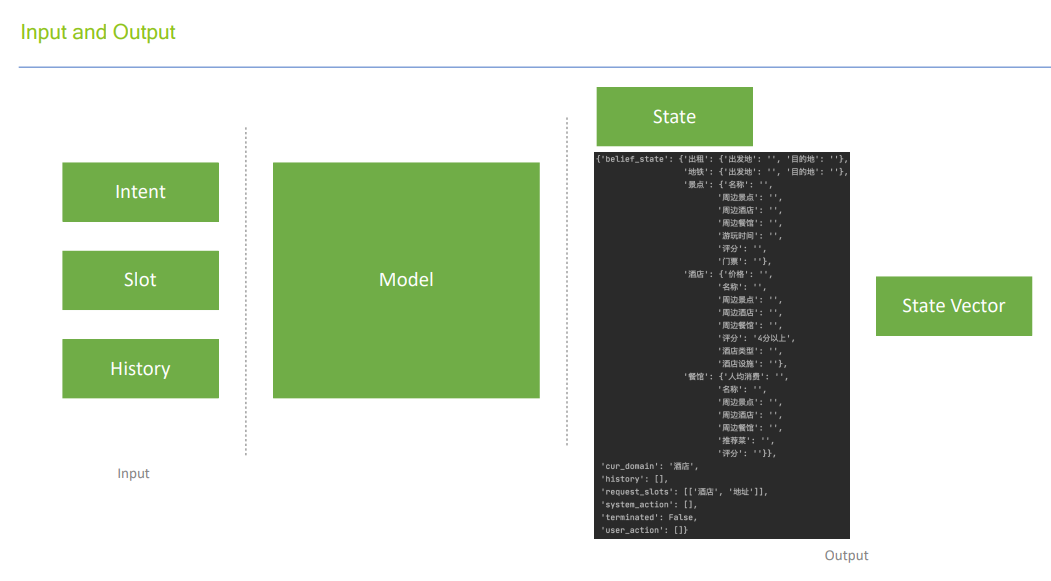 Input and Output
Intent
Slot
History
Input
Model
State
{'belief_state': {'出租': {'出发地': '', '目的地': ''},
'地铁': {'出发地': '', '目的地': ''},
'景点': {'名称': '',
'周边景点': '',
'周边酒店': '',
'周边餐馆': '',
'游玩时间': '',
'评分': '',
'门票': ''},
'酒店': {'价格': '',
'名称': '',
'周边景点': '',
'周边酒店': '',
'周边餐馆': '',
'评分': '4分以上',
'酒店类型': '',
'酒店设施': ''},
'餐馆': {'人均消费': '',
'名称': '',
'周边景点': '',
'周边酒店': '',
'周边餐馆': '',
'推荐菜': '',
'评分': ''}},
'cur_domain': '酒店',
'history': [],
'request_slots': [['酒店', '地址']],
'system_action': [],
'terminated': False,
'user_action': []}
State Vector
Output